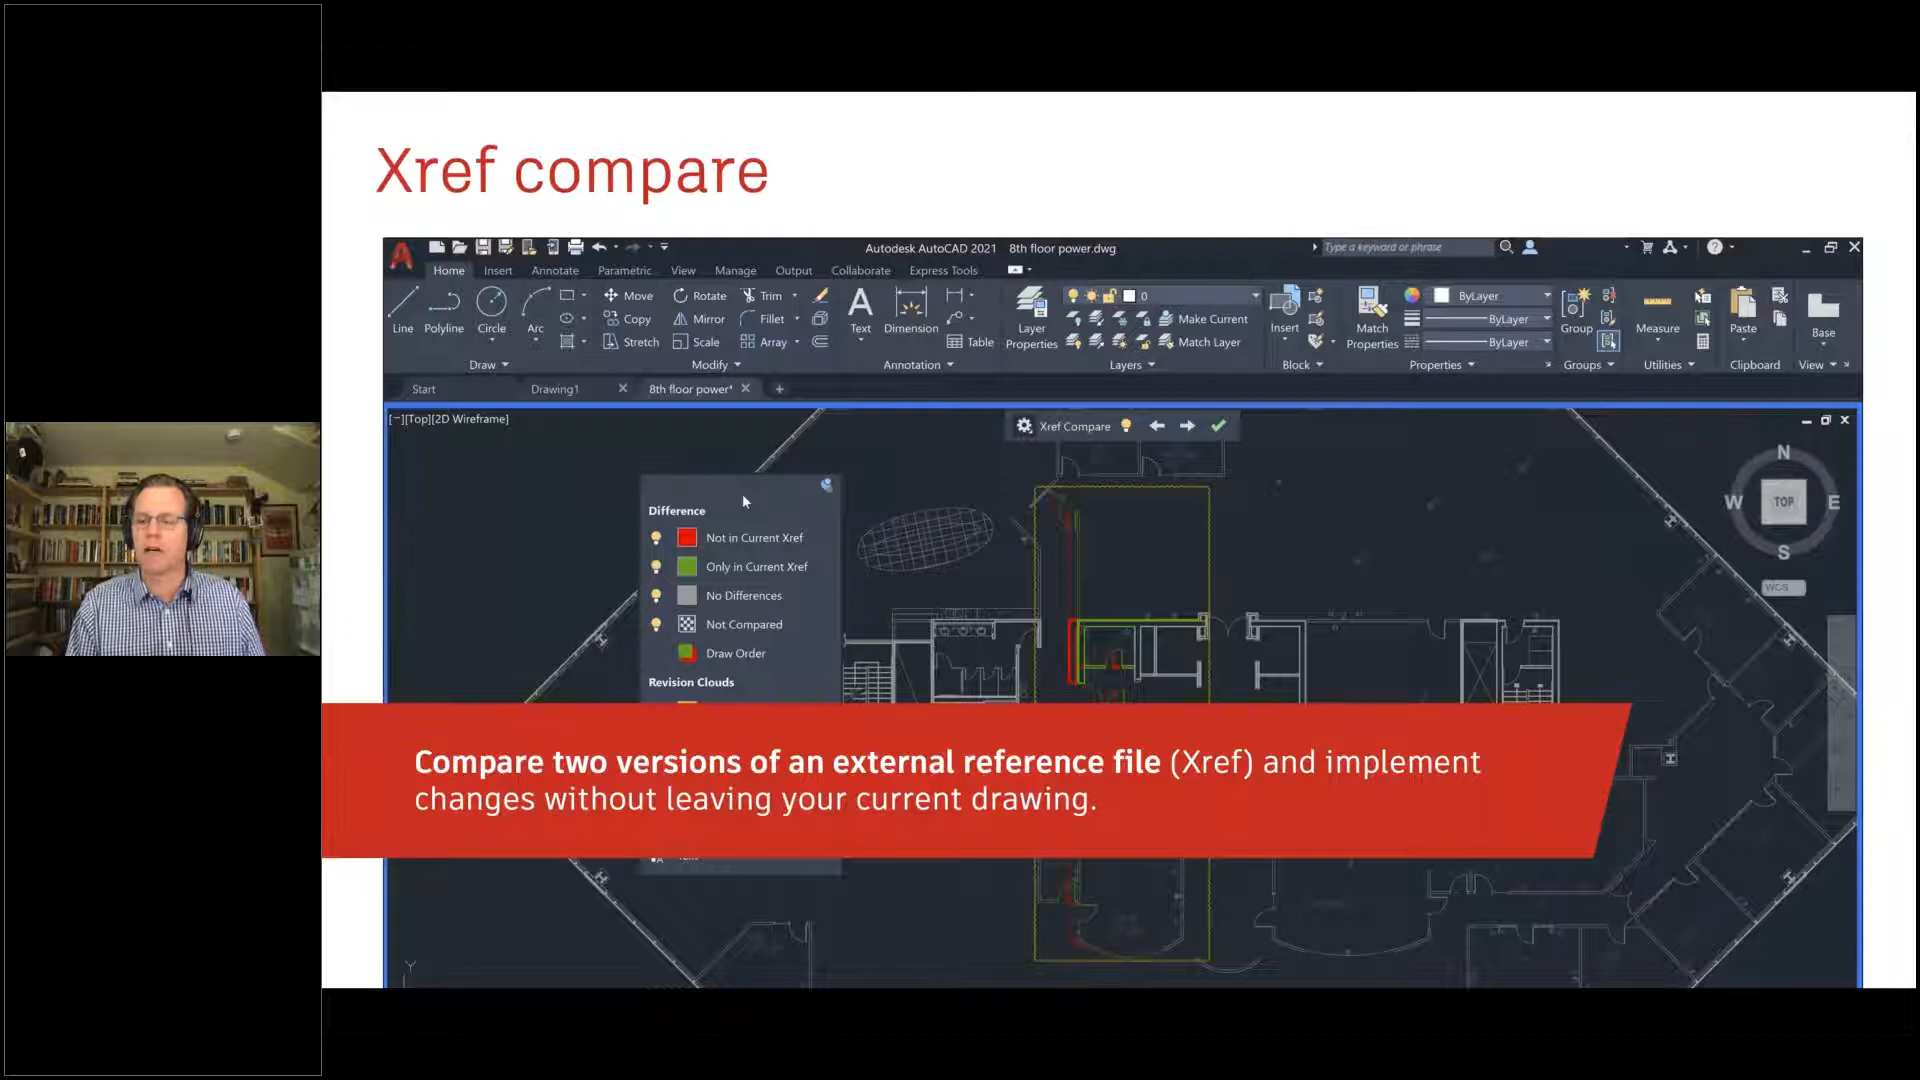 Xref compare
Autodesk AutoCAD 2021 8th floor power.dwg
Type a keyword or phrase
Home Insert Annotate Parametric View Manage Output Collaborate Express Tools
Line Polyline Circle Arc
Move Rotate Trim
Copy Mirror Fillet
Stretch Scale Array
Text Dimension Table
Layer Properties
0
Make Current
Match Layer
Insert
Match Properties
ByLayer
ByLayer
ByLayer
Group Measure Paste Base
Draw Modify Annotation Layers Block Properties Groups Utilities Clipboard View
Start Drawing1 8th floor power*
[−][Top][2D Wireframe]
Xref Compare
N
W TOP E
S
WCS
Difference
Not in Current Xref
Only in Current Xref
No Differences
Not Compared
Draw Order
Revision Clouds
Compare two versions of an external reference file (Xref) and implement
changes without leaving your current drawing.
Y